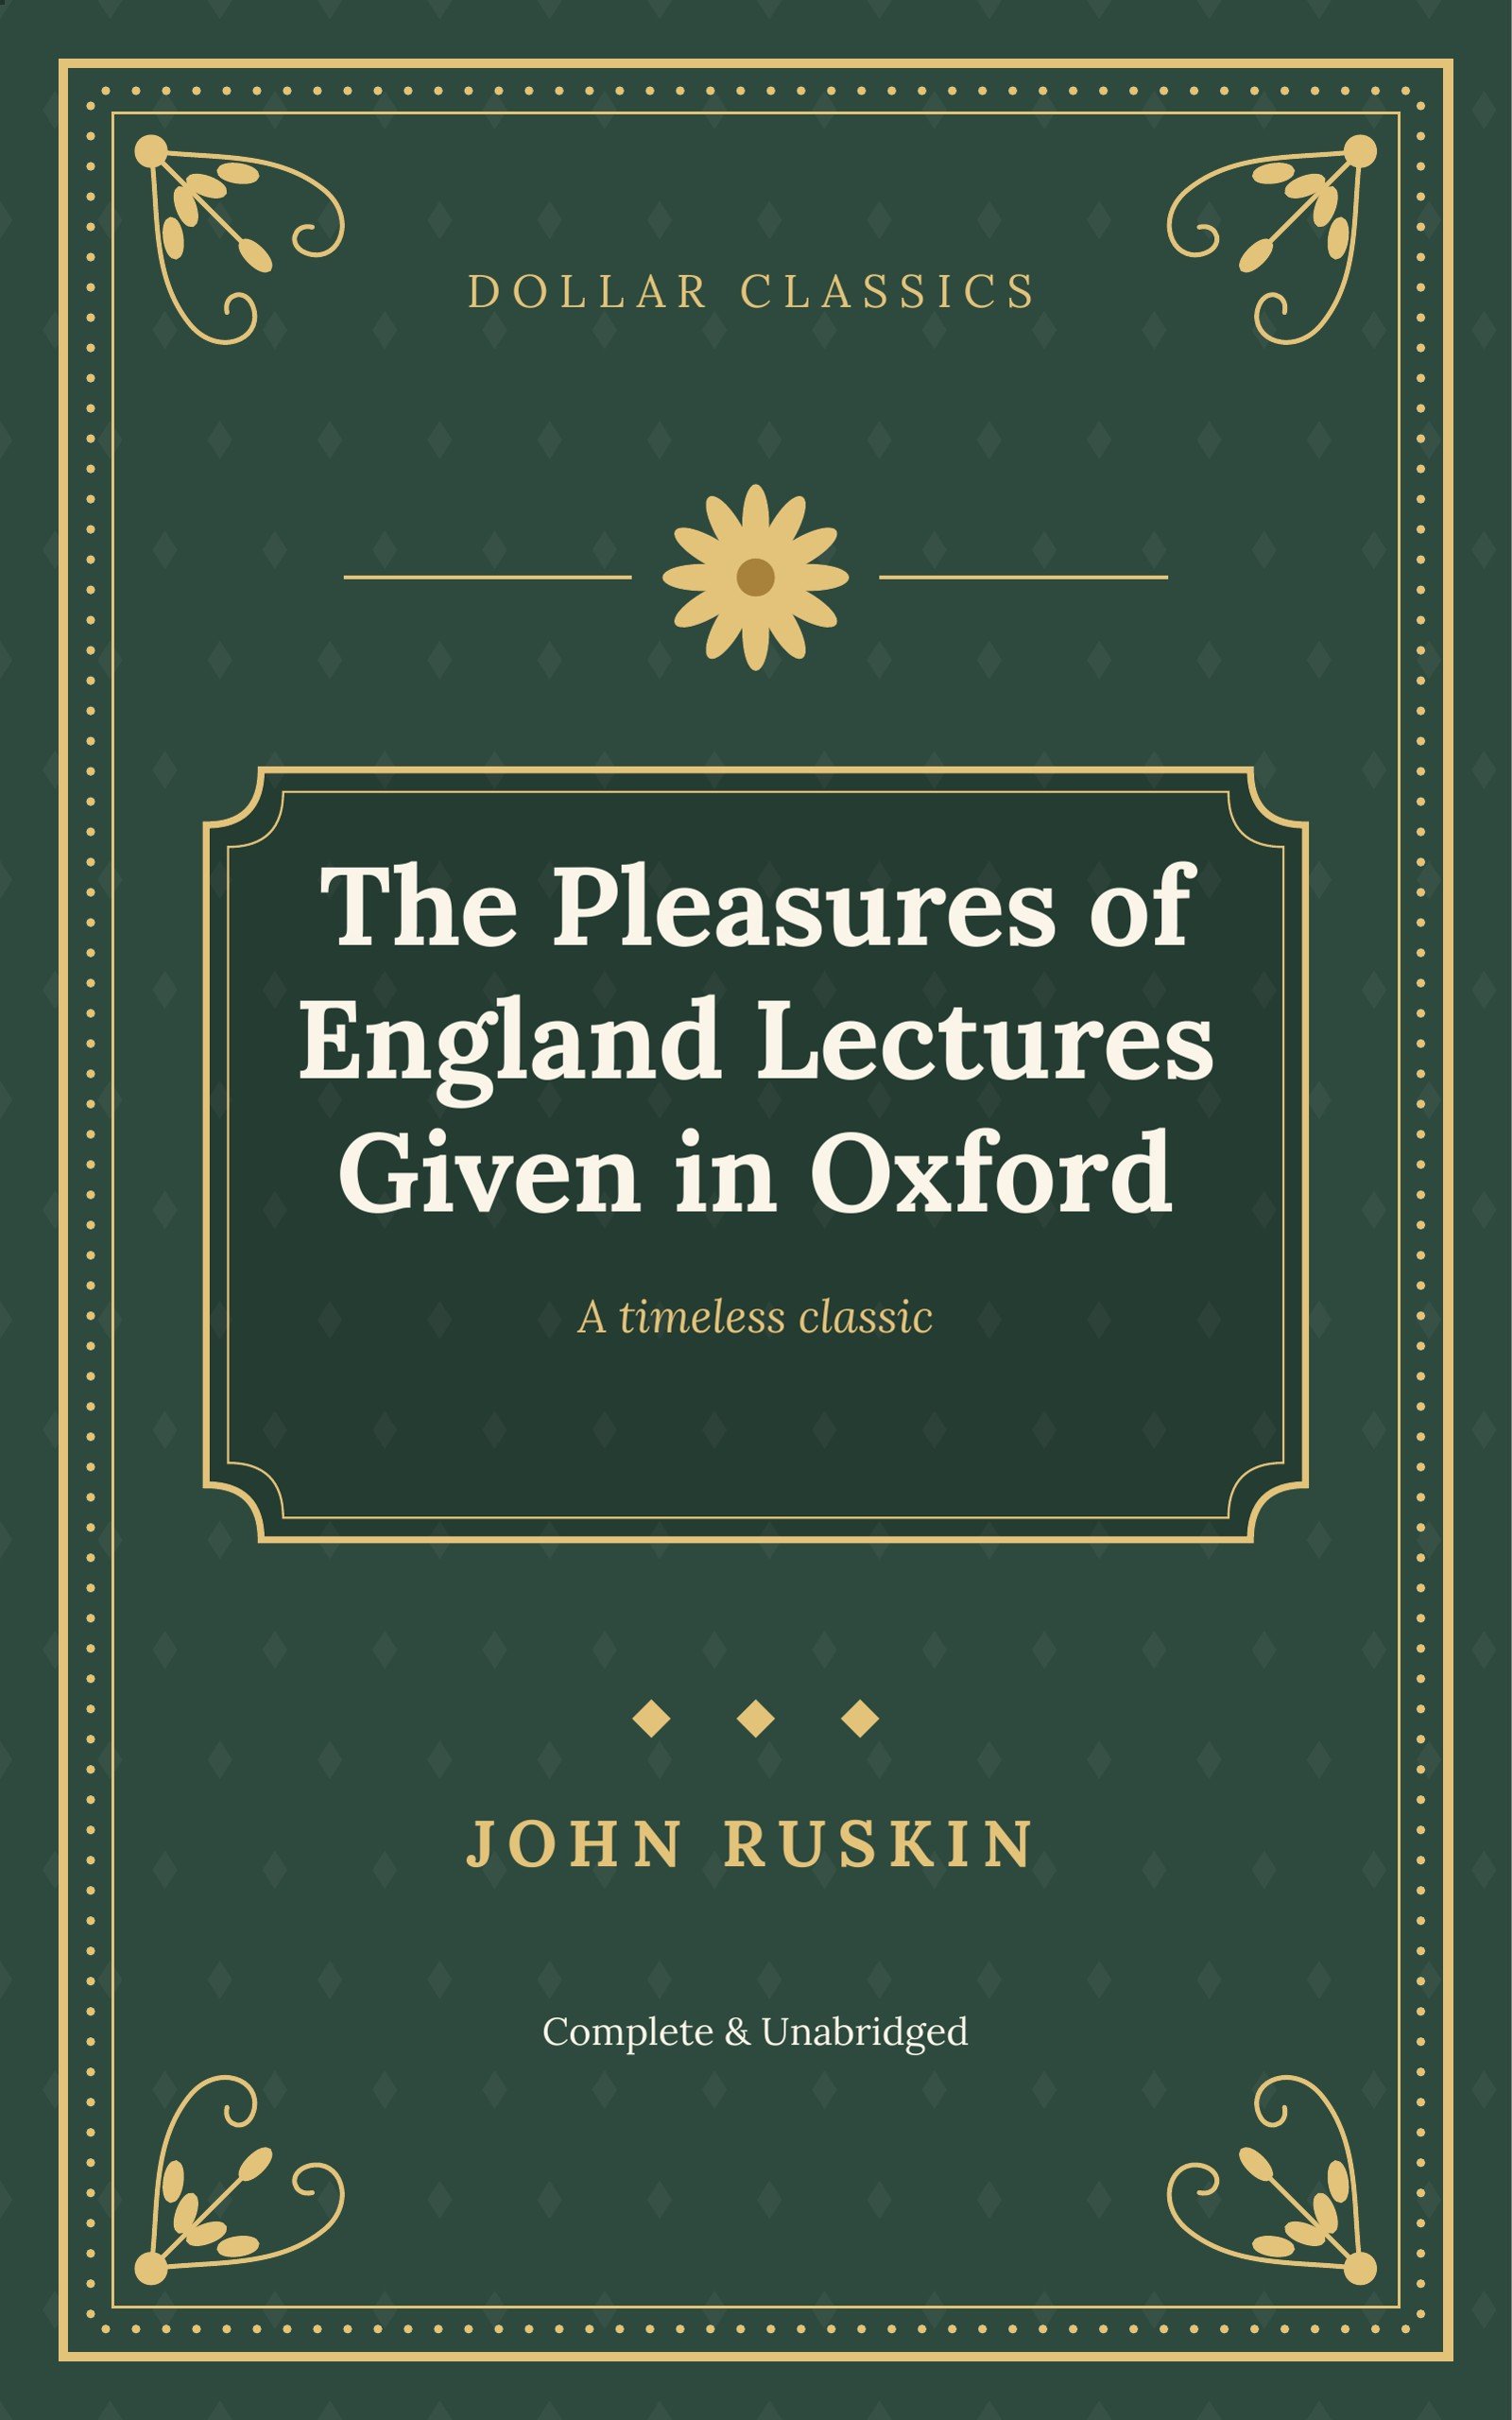 DOLLAR CLASSICS
The Pleasures of
England Lectures
Given in Oxford
A timeless classic
JOHN RUSKIN
Complete & Unabridged